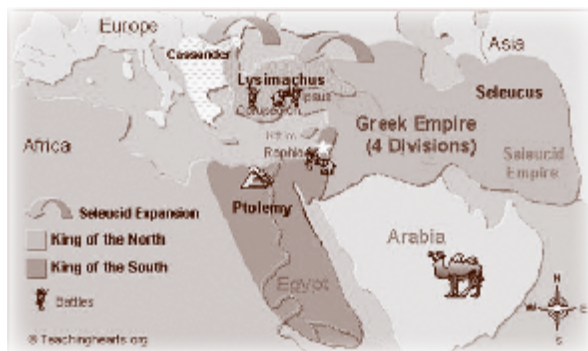 Europe
Asia
Cassander
Lysimachus
Ipsus
Seleucus
Greek Empire
(4 Divisions)
Africa
Raphia
Seleucid
Empire
Seleucid Expansion
Ptolemy
King of the North
Arabia
King of the South
Egypt
Battles
N
W
E
S
© Teachinghearts.org